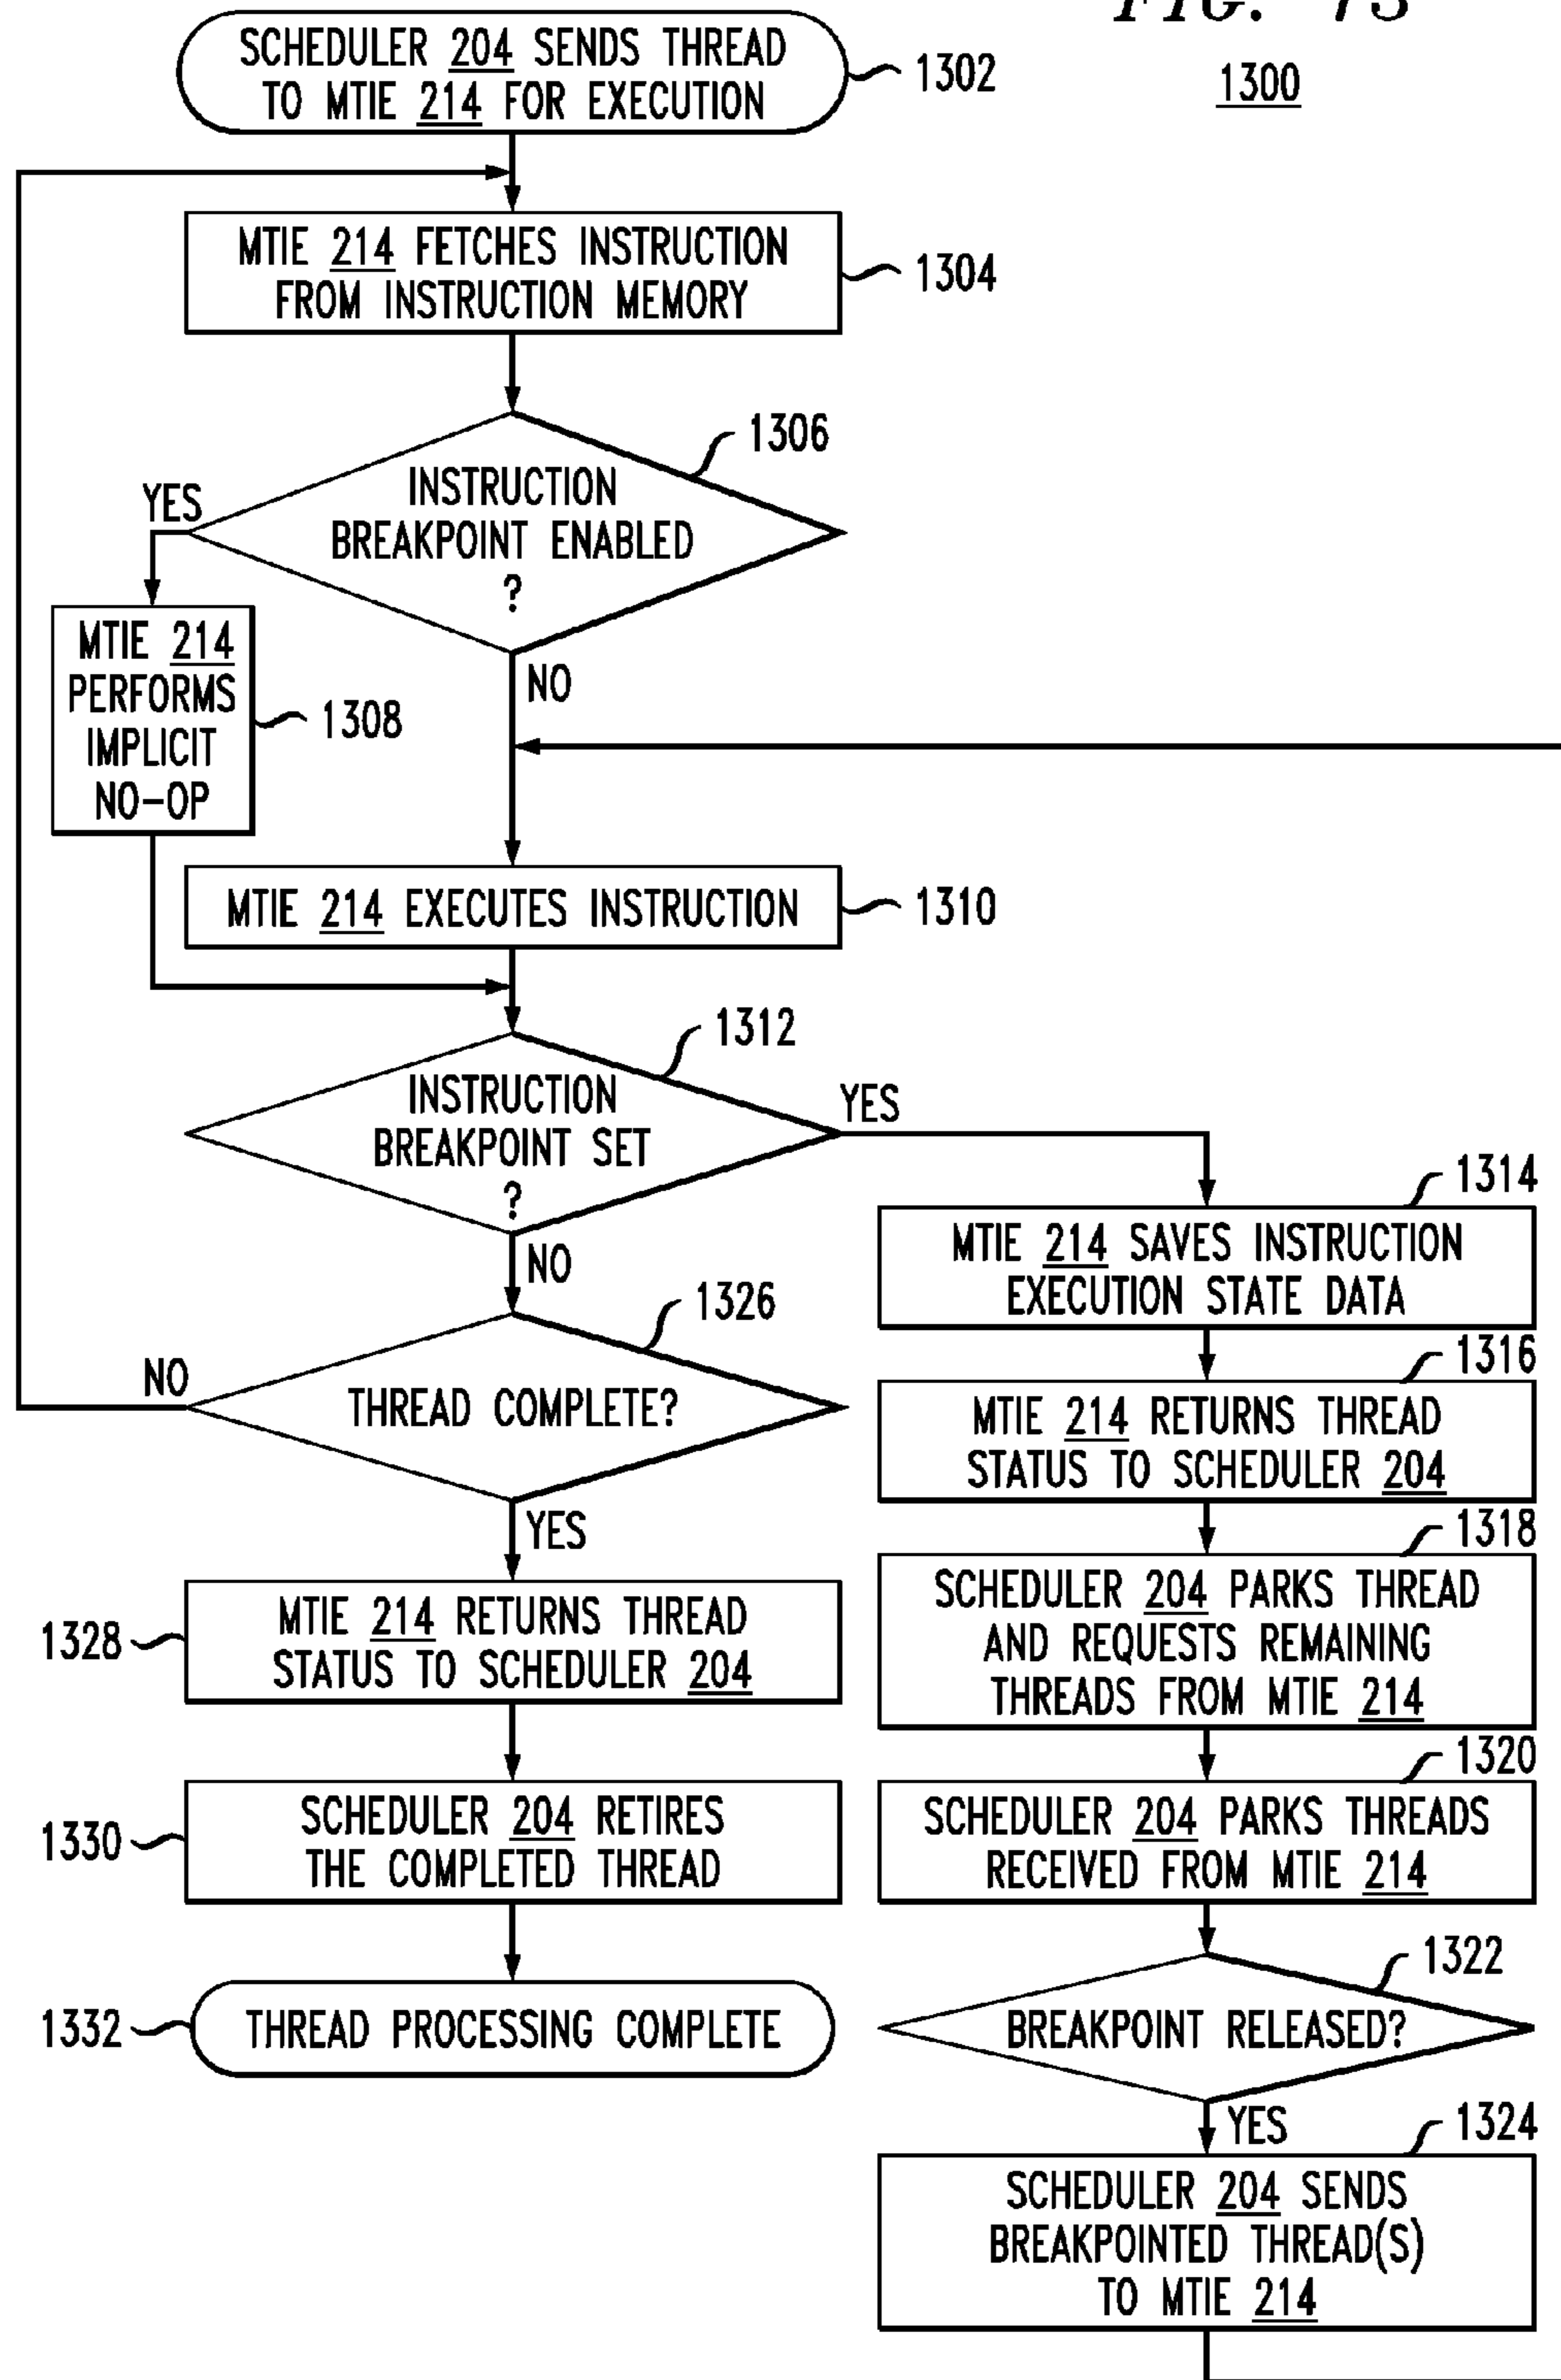 FIG. 13
1300
SCHEDULER 204 SENDS THREAD
TO MTIE 214 FOR EXECUTION
1302
MTIE 214 FETCHES INSTRUCTION
FROM INSTRUCTION MEMORY
1304
1306
INSTRUCTION
BREAKPOINT ENABLED
?
YES
NO
MTIE 214
PERFORMS
IMPLICIT
NO-OP
1308
MTIE 214 EXECUTES INSTRUCTION
1310
1312
INSTRUCTION
BREAKPOINT SET
?
YES
NO
1314
MTIE 214 SAVES INSTRUCTION
EXECUTION STATE DATA
1326
THREAD COMPLETE?
NO
YES
1316
MTIE 214 RETURNS THREAD
STATUS TO SCHEDULER 204
1318
SCHEDULER 204 PARKS THREAD
AND REQUESTS REMAINING
THREADS FROM MTIE 214
1328
MTIE 214 RETURNS THREAD
STATUS TO SCHEDULER 204
1320
SCHEDULER 204 PARKS THREADS
RECEIVED FROM MTIE 214
1330
SCHEDULER 204 RETIRES
THE COMPLETED THREAD
1322
BREAKPOINT RELEASED?
YES
1332
THREAD PROCESSING COMPLETE
1324
SCHEDULER 204 SENDS
BREAKPOINTED THREAD(S)
TO MTIE 214